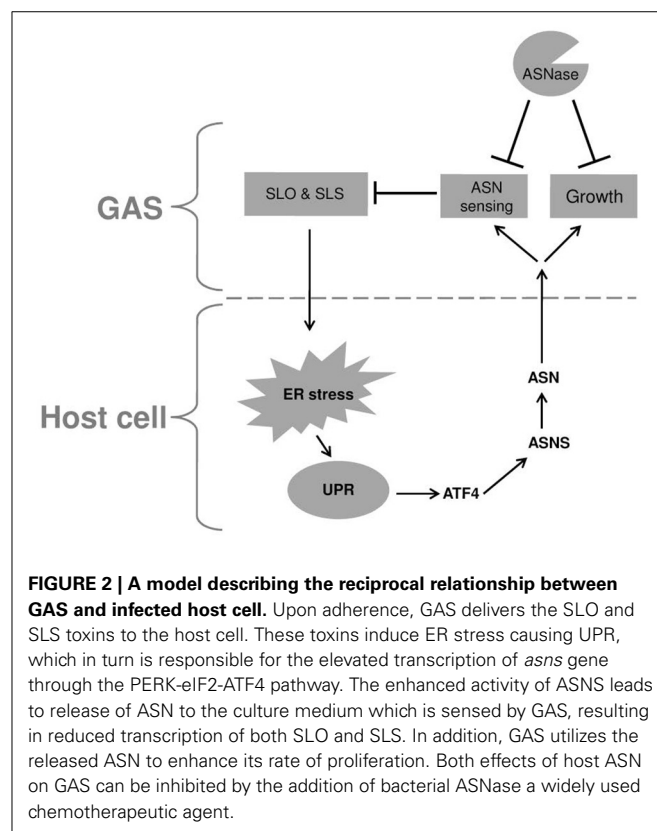 ASNase
GAS
SLO & SLS
ASN
sensing
Growth
Host cell
ER stress
UPR
ATF4
ASNS
ASN
FIGURE 2 | A model describing the reciprocal relationship between
GAS and infected host cell. Upon adherence, GAS delivers the SLO and
SLS toxins to the host cell. These toxins induce ER stress causing UPR,
which in turn is responsible for the elevated transcription of asns gene
through the PERK-eIF2-ATF4 pathway. The enhanced activity of ASNS leads
to release of ASN to the culture medium which is sensed by GAS, resulting
in reduced transcription of both SLO and SLS. In addition, GAS utilizes the
released ASN to enhance its rate of proliferation. Both effects of host ASN
on GAS can be inhibited by the addition of bacterial ASNase a widely used
chemotherapeutic agent.